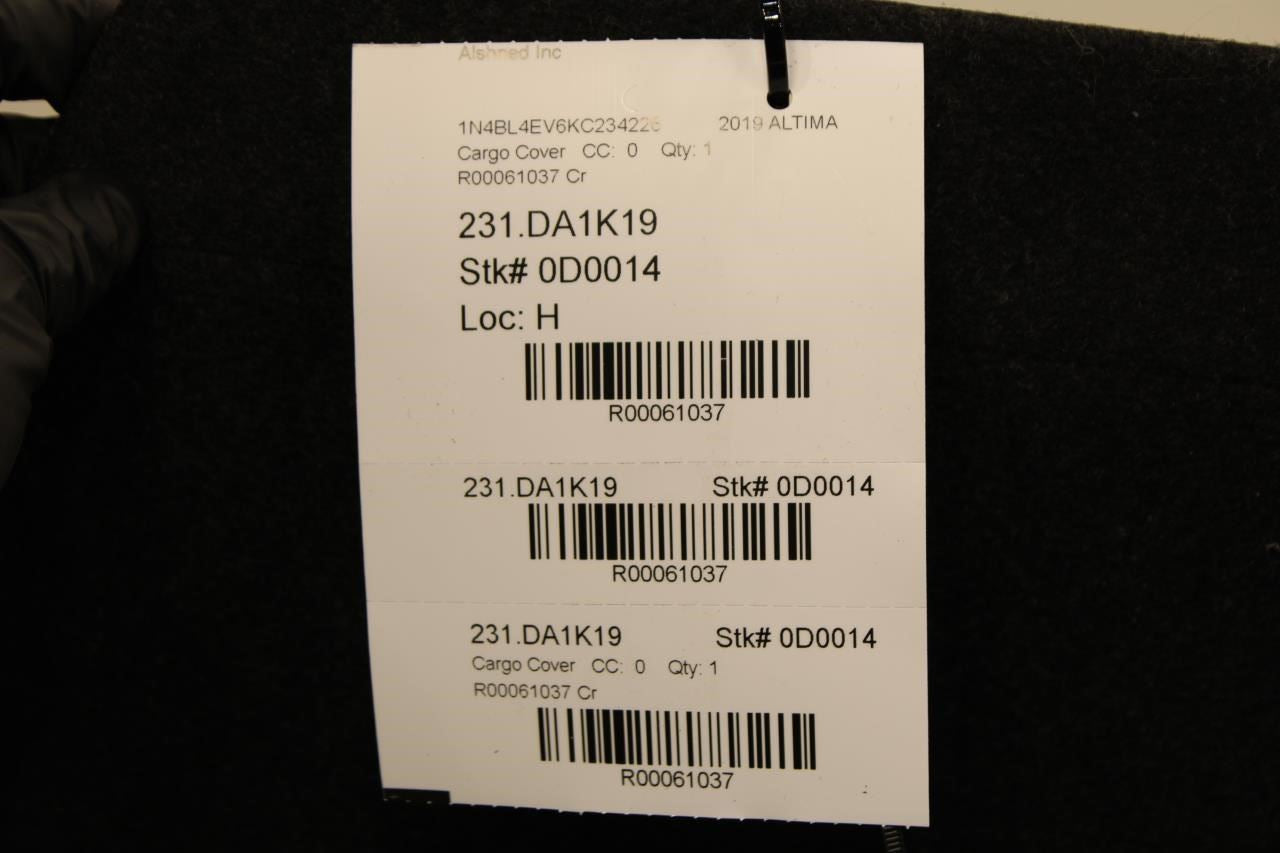 Alshned Inc
1N4BL4EV6KC234226 2019 ALTIMA
Cargo Cover CC: 0 Qty: 1
R00061037 Cr
231.DA1K19
Stk# 0D0014
Loc: H
R00061037
231.DA1K19 Stk# 0D0014
R00061037
231.DA1K19 Stk# 0D0014
Cargo Cover CC: 0 Qty: 1
R00061037 Cr
R00061037